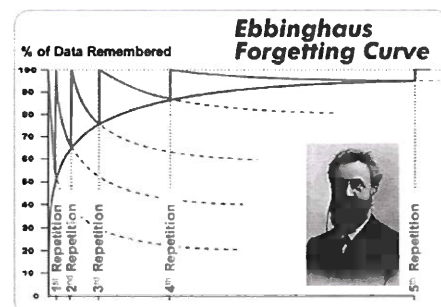 Ebbinghaus
Forgetting Curve
% of Data Remembered
100
90
80
70
60
50
40
30
20
10
0
1st Repetition
2nd Repetition
3rd Repetition
4th Repetition
5th Repetition